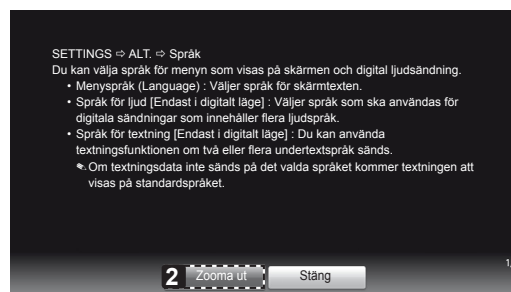 SETTINGS ⇨ ALT. ⇨ Språk
Du kan välja språk för menyn som visas på skärmen och digital ljudsändning.
• Menyspråk (Language) : Väljer språk för skärmtexten.
• Språk för ljud [Endast i digitalt läge] : Väljer språk som ska användas för
digitala sändningar som innehåller flera ljudspråk.
• Språk för textning [Endast i digitalt läge] : Du kan använda
textningsfunktionen om två eller flera undertextspråk sänds.
✎Om textningsdata inte sänds på det valda språket kommer textningen att
visas på standardspråket.
2 Zooma ut Stäng